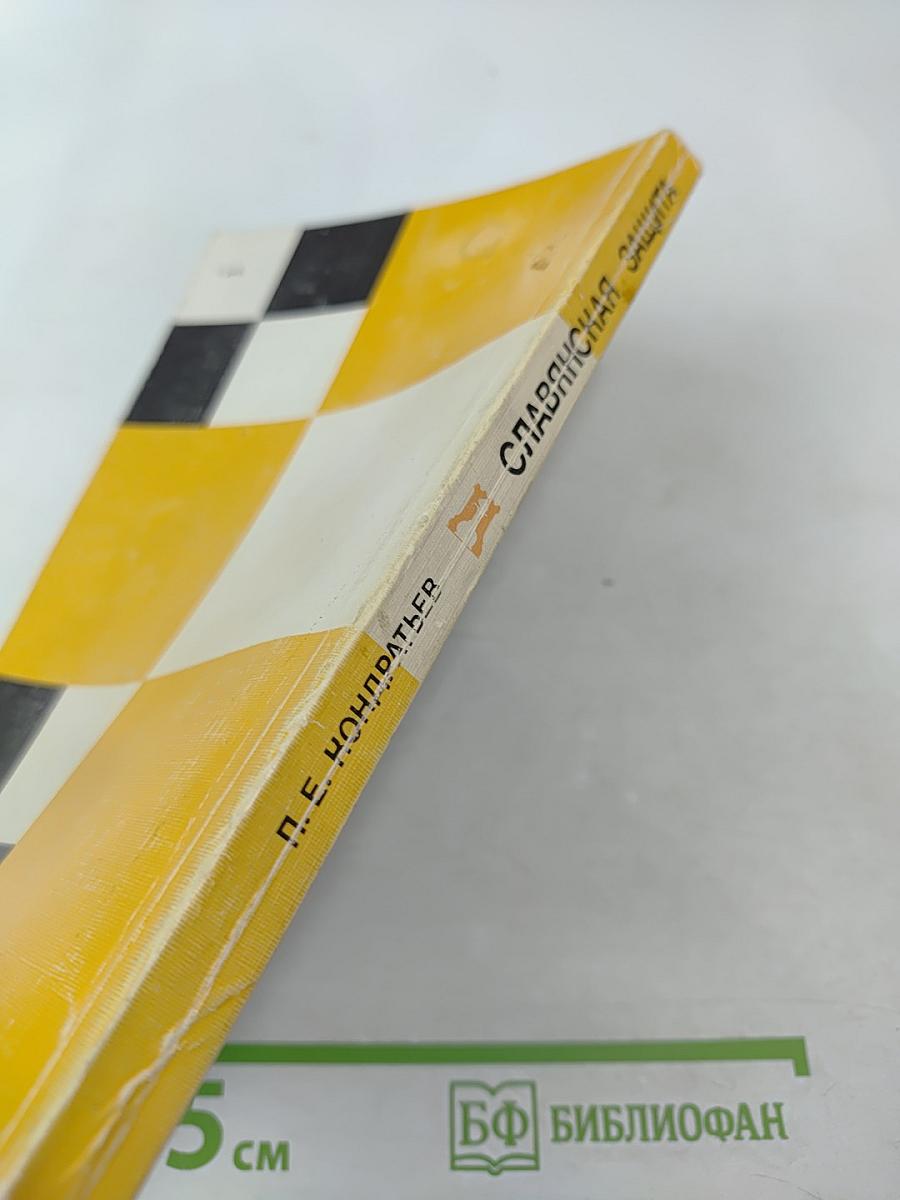 П. Е. КОНДРАТЬЕВ СЛАВЯНСКАЯ ЗАЩИТА
5 см
БФ БИБЛИОФАН